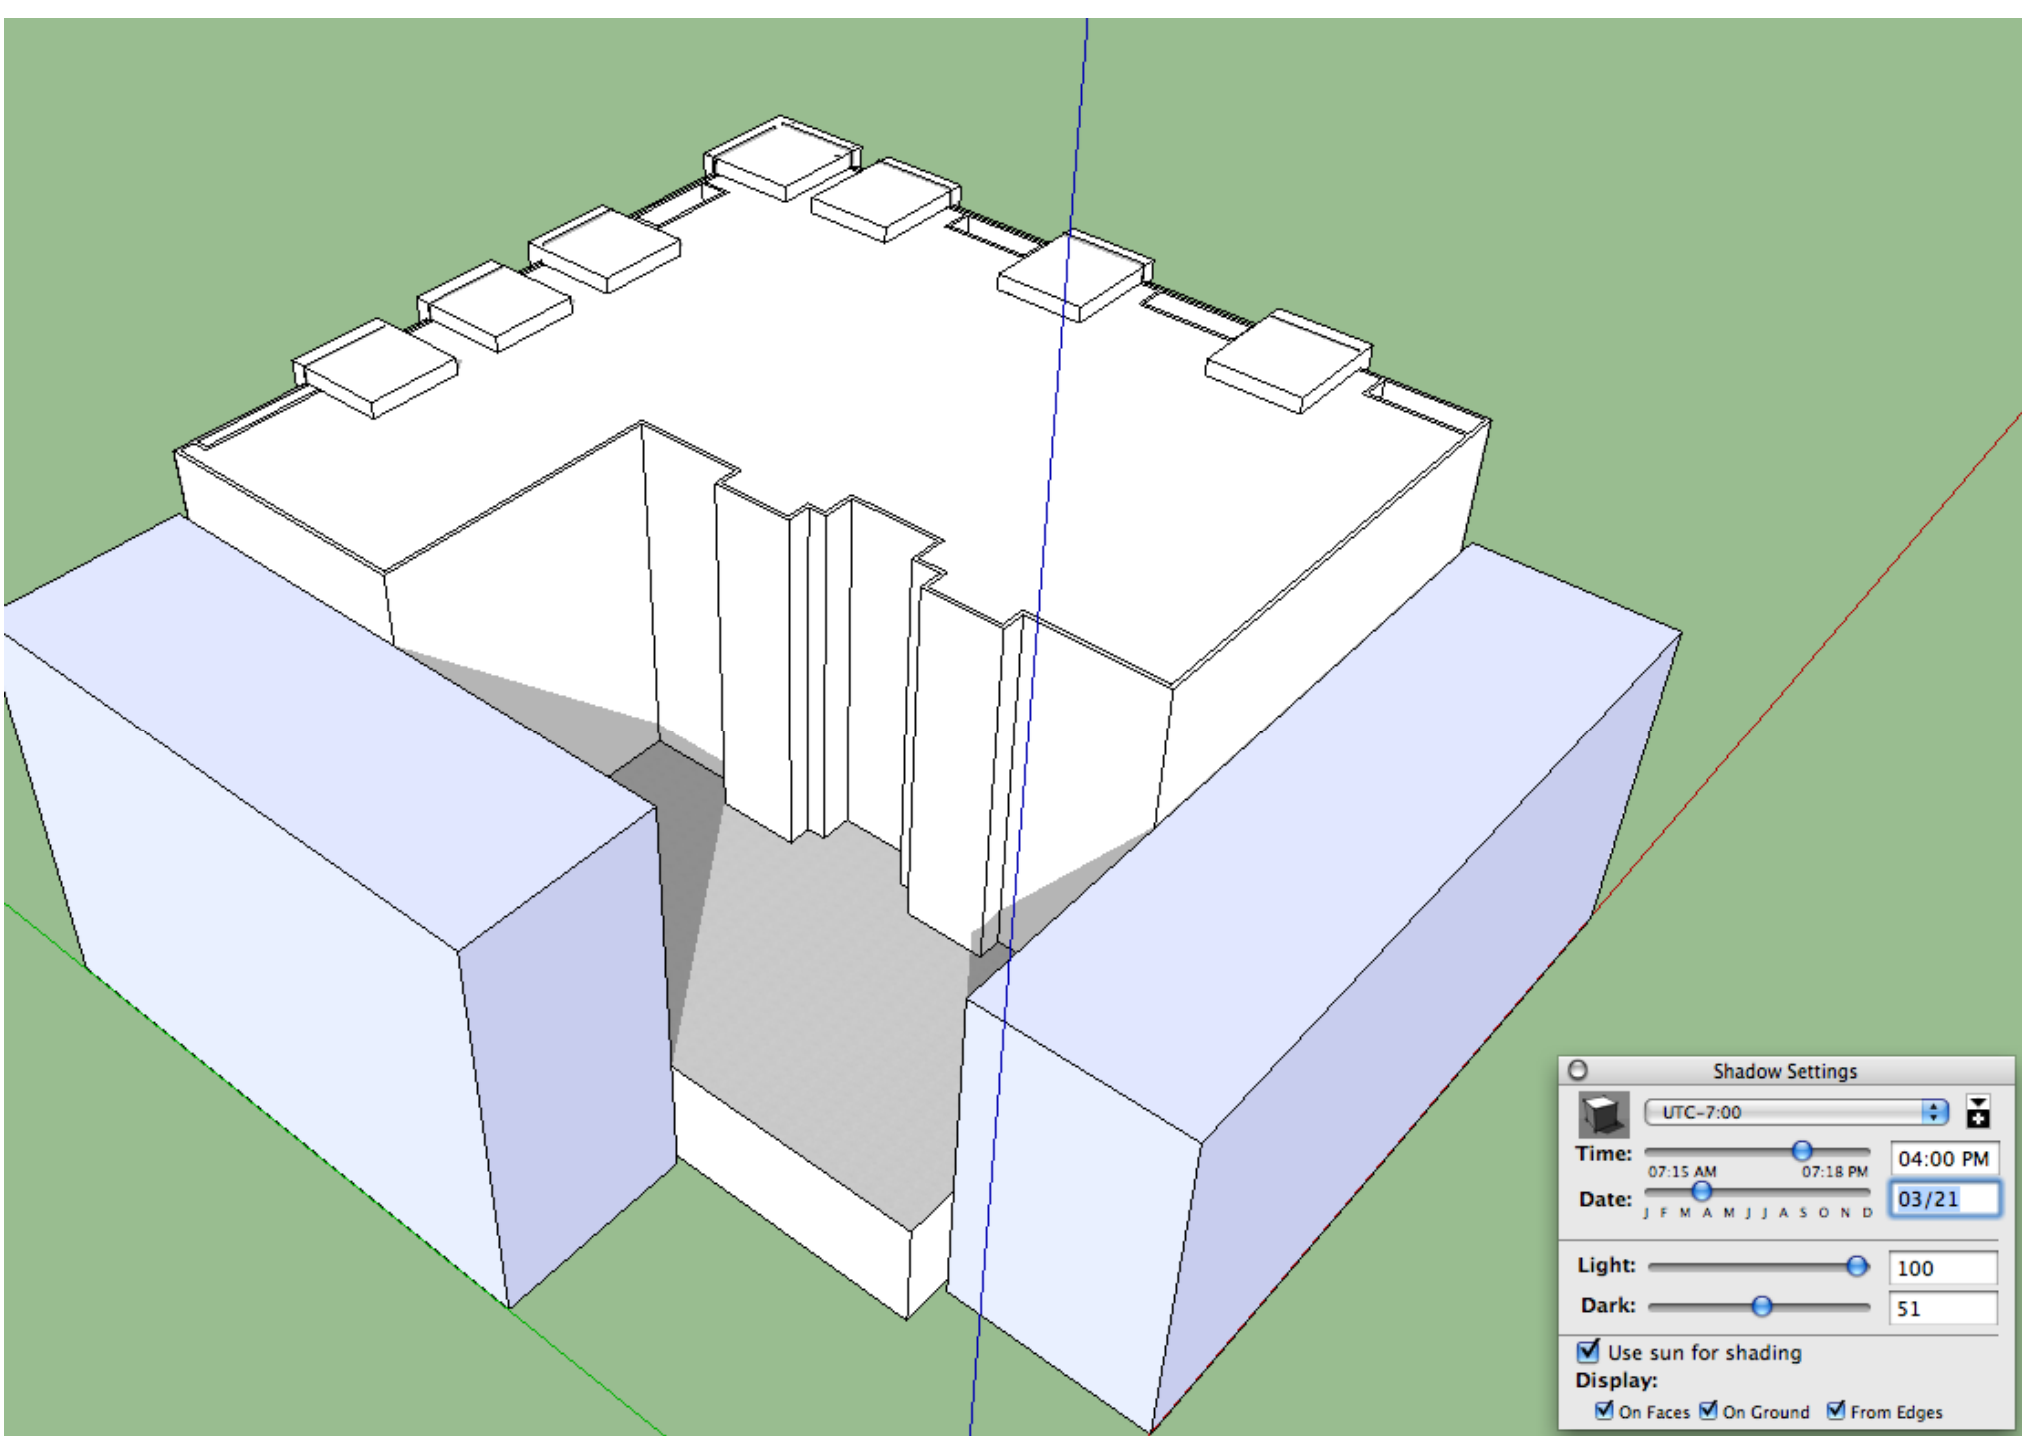 Shadow Settings
UTC-7:00
Time: 04:00 PM
07:15 AM 07:18 PM
Date: 03/21
J F M A M J J A S O N D
Light: 100
Dark: 51
Use sun for shading
Display:
On Faces On Ground From Edges